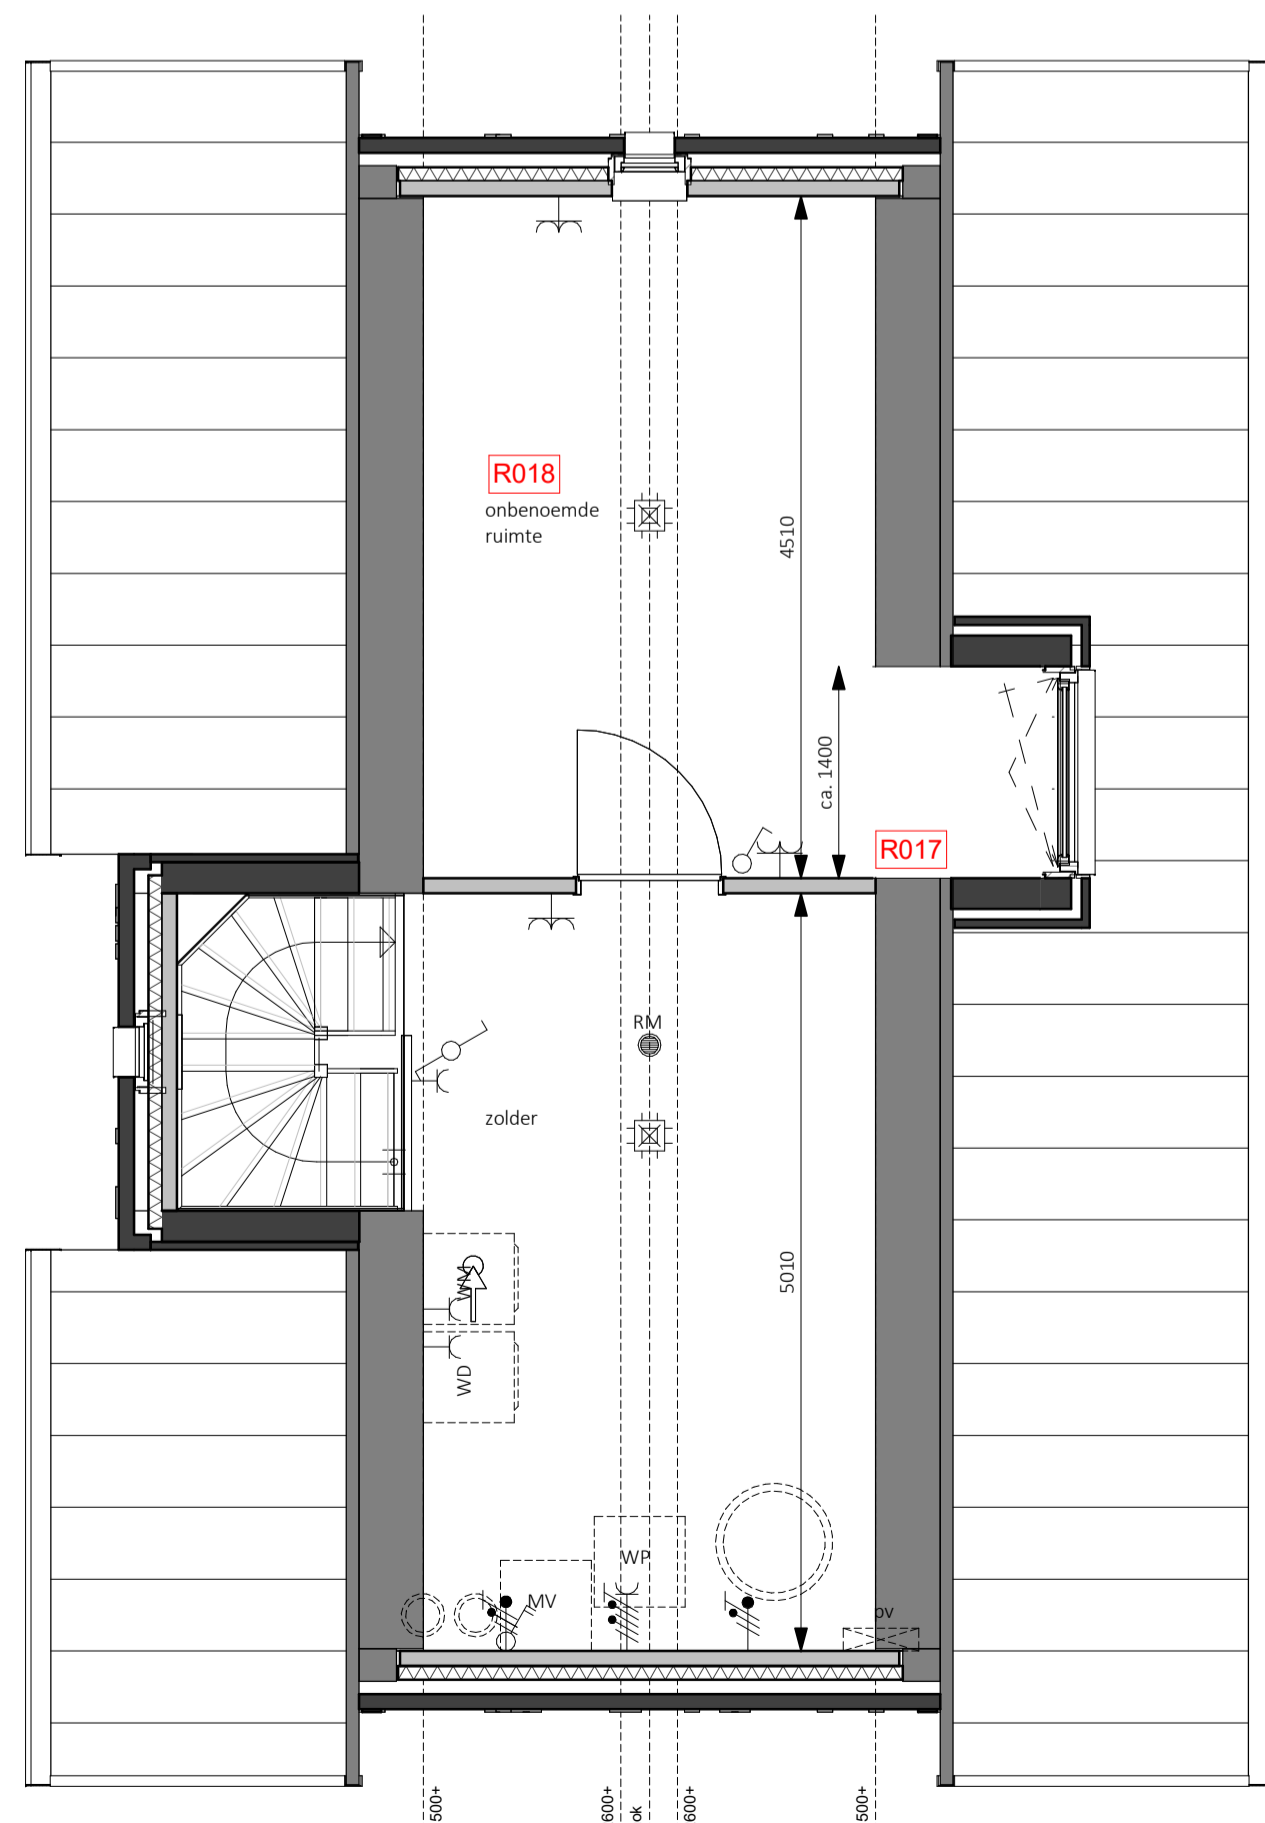 R018
onbenoemde
ruimte
4510
ca. 1400
R017
RM
zolder
5010
WM
WD
WP
MV
pv
500+
600+
ok
600+
500+